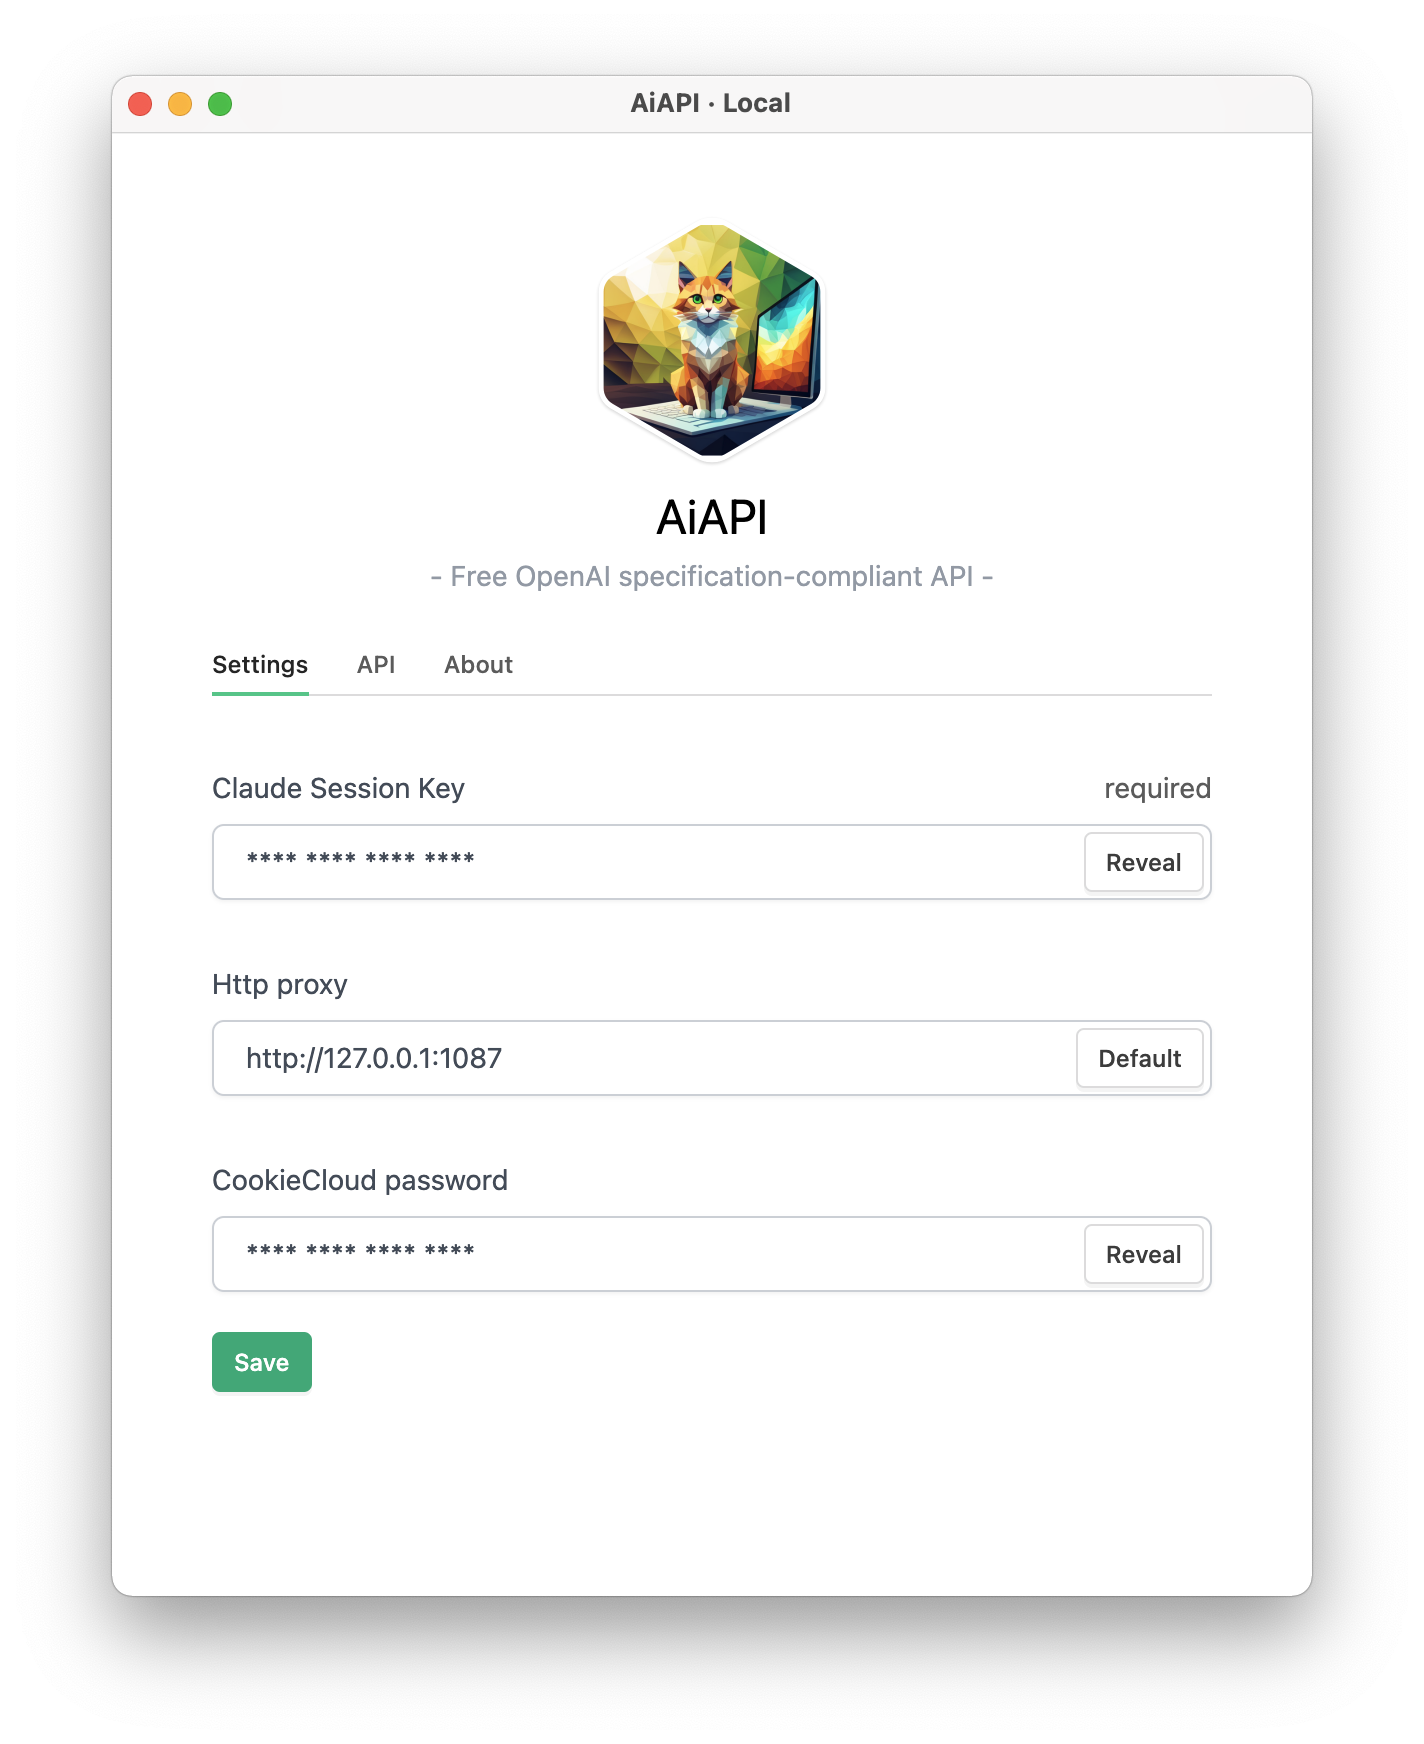 AiAPI · Local
AiAPI
- Free OpenAI specification-compliant API -
Settings API About
Claude Session Key required
**** **** **** **** Reveal
Http proxy
http://127.0.0.1:1087 Default
CookieCloud password
**** **** **** **** Reveal
Save